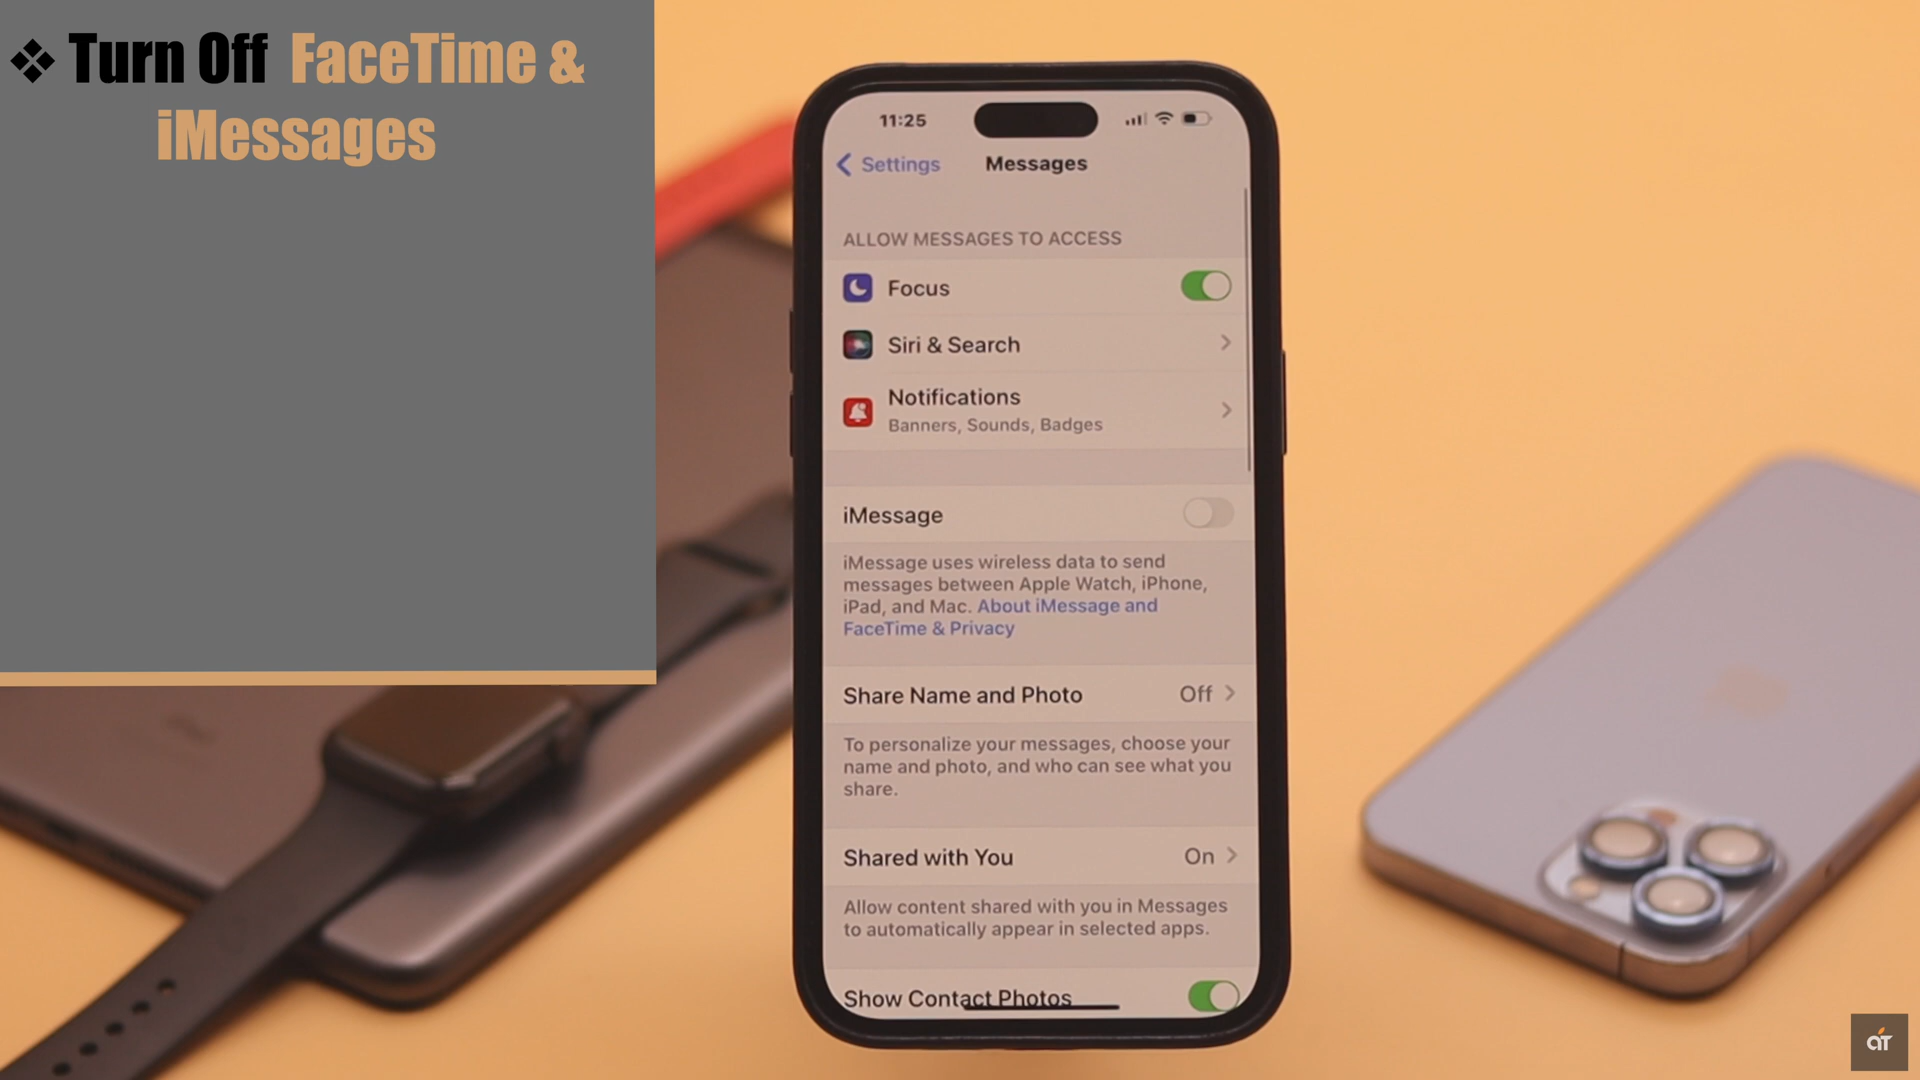 ❖ Turn Off FaceTime &
iMessages
11:25
Settings
Messages
ALLOW MESSAGES TO ACCESS
Focus
Siri & Search
Notifications
Banners, Sounds, Badges
iMessage
iMessage uses wireless data to send
messages between Apple Watch, iPhone,
iPad, and Mac. About iMessage and
FaceTime & Privacy
Share Name and Photo Off
To personalize your messages, choose your
name and photo, and who can see what you
share.
Shared with You On
Allow content shared with you in Messages
to automatically appear in selected apps.
Show Contact Photos